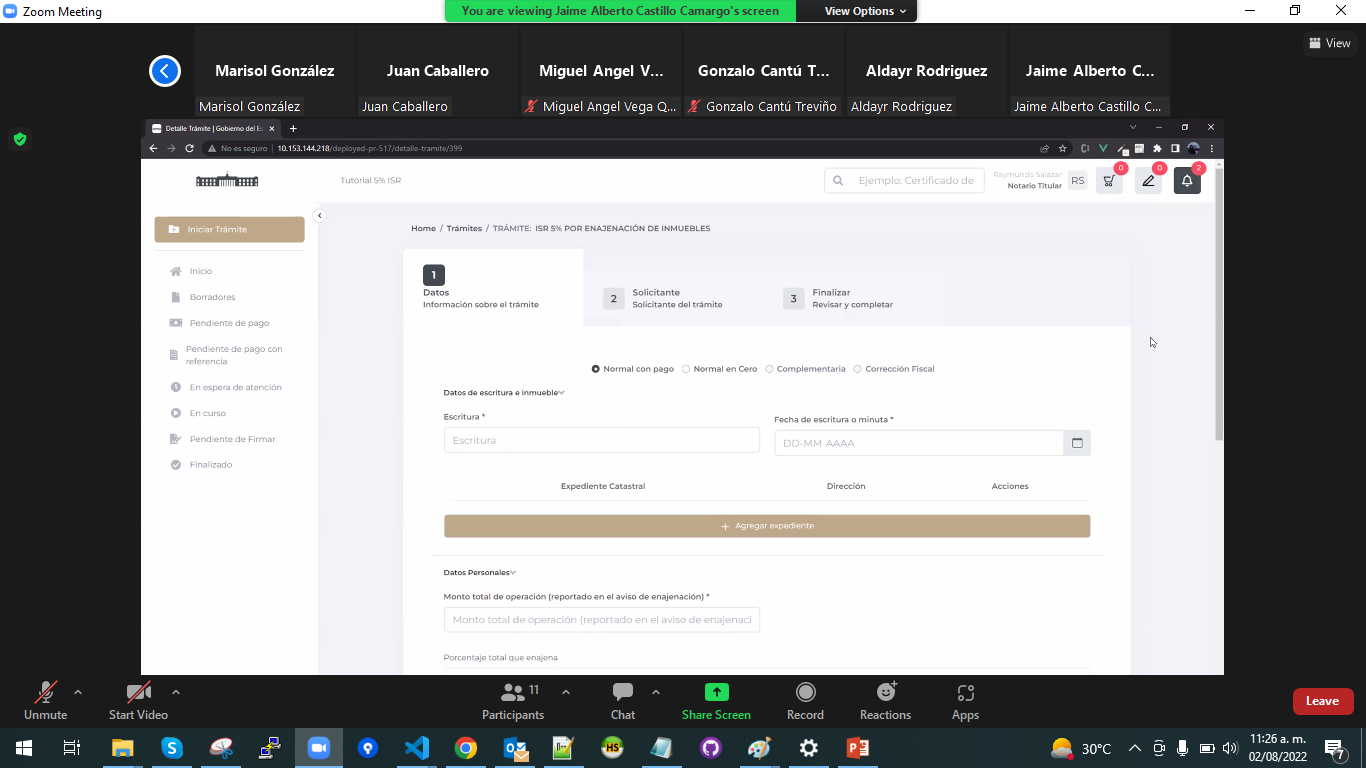 Zoom Meeting
You are viewing Jaime Alberto Castillo Camargo's screen
View Options
View
Marisol González
Juan Caballero
Miguel Angel V...
Gonzalo Cantú T...
Aldayr Rodriguez
Jaime Alberto C...
Marisol González
Juan Caballero
Miguel Angel Vega Q...
Gonzalo Cantú Treviño
Aldayr Rodriguez
Jaime Alberto Castillo C...
Detalle Trámite | Gobierno del Es
No es seguro
10.153.144.218/deployed-pr-517/detalle-tramite/399
Tutorial 5% ISR
Ejemplo: Certificado de
Raymundo Salazar
Notario Titular
RS
0
0
2
Iniciar Trámite
Inicio
Borradores
Pendiente de pago
Pendiente de pago con
referencia
En espera de atención
En curso
Pendiente de Firmar
Finalizado
Home / Trámites / TRÁMITE: ISR 5% POR ENAJENACIÓN DE INMUEBLES
1
Datos
Información sobre el trámite
2
Solicitante
Solicitante del trámite
3
Finalizar
Revisar y completar
Normal con pago
Normal en Cero
Complementaria
Corrección Fiscal
Datos de escritura e inmueble
Escritura *
Escritura
Fecha de escritura o minuta *
DD-MM-AAAA
Expediente Catastral
Dirección
Acciones
+ Agregar expediente
Datos Personales
Monto total de operación (reportado en el aviso de enajenación) *
Monto total de operación (reportado en el aviso de enajenaci
Porcentaje total que enajena
Unmute
Start Video
Participants
11
Chat
Share Screen
Record
Reactions
Apps
Leave
30°C
11:26 a. m.
02/08/2022
7